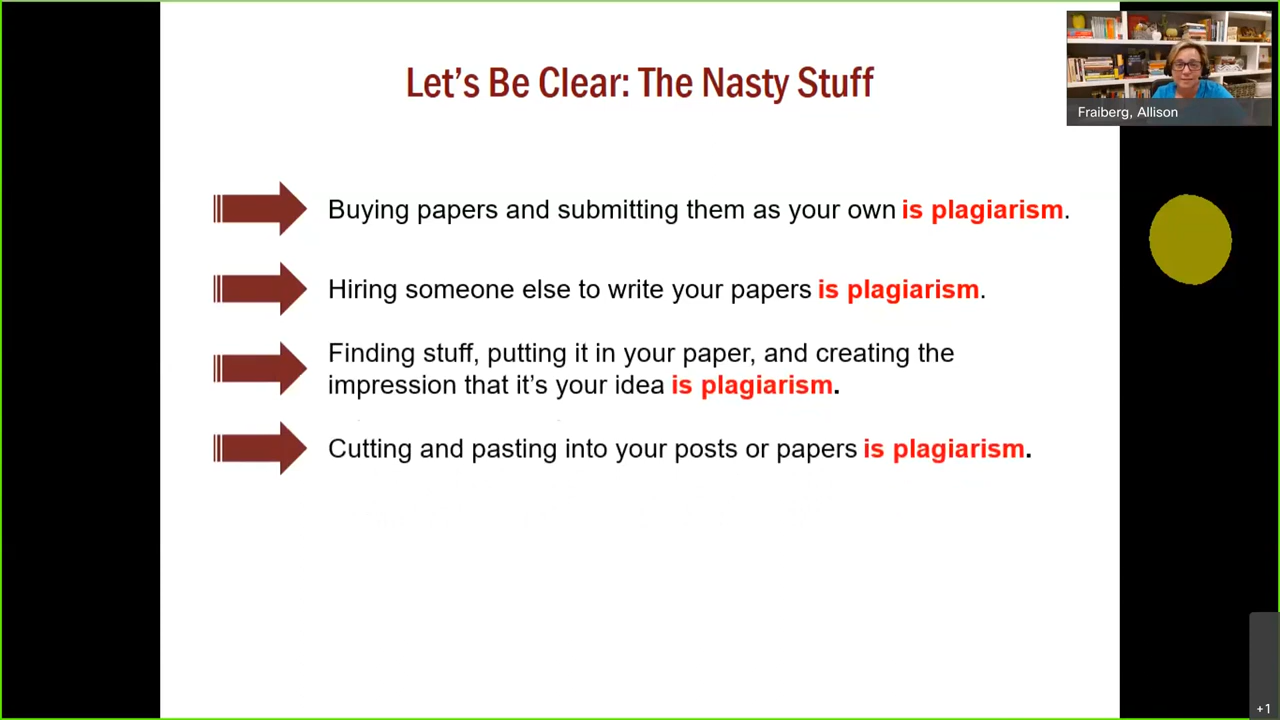 Let's Be Clear: The Nasty Stuff
Fraiberg, Allison
Buying papers and submitting them as your own is plagiarism.
Hiring someone else to write your papers is plagiarism.
Finding stuff, putting it in your paper, and creating the
impression that it's your idea is plagiarism.
Cutting and pasting into your posts or papers is plagiarism.
+1